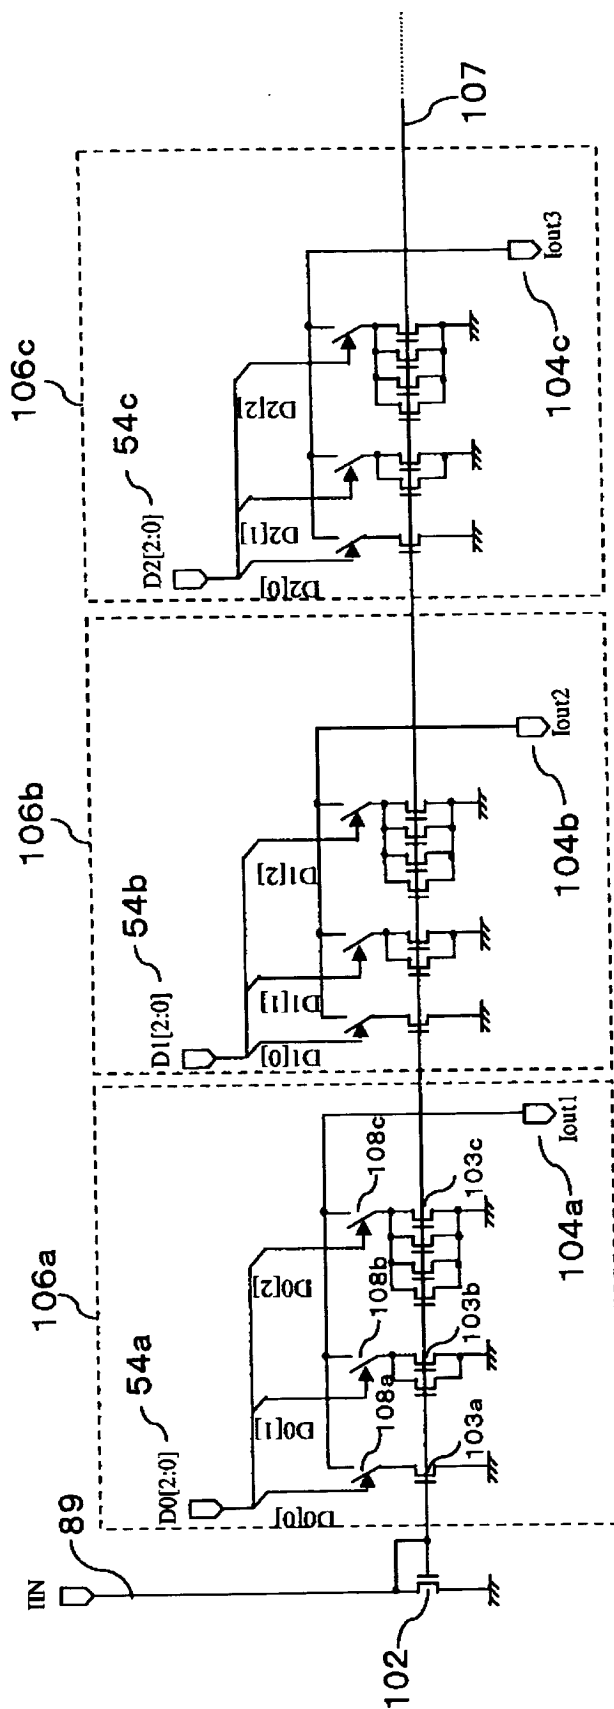 IIN
89
102
106a
D0[2:0]
54a
D0[0]
D0[1]
D0[2]
108a
108b
108c
103a
103b
103c
104a
Iout1
106b
D1[2:0]
54b
D1[0]
D1[1]
D1[2]
104b
Iout2
106c
D2[2:0]
54c
D2[0]
D2[1]
D2[2]
104c
Iout3
107